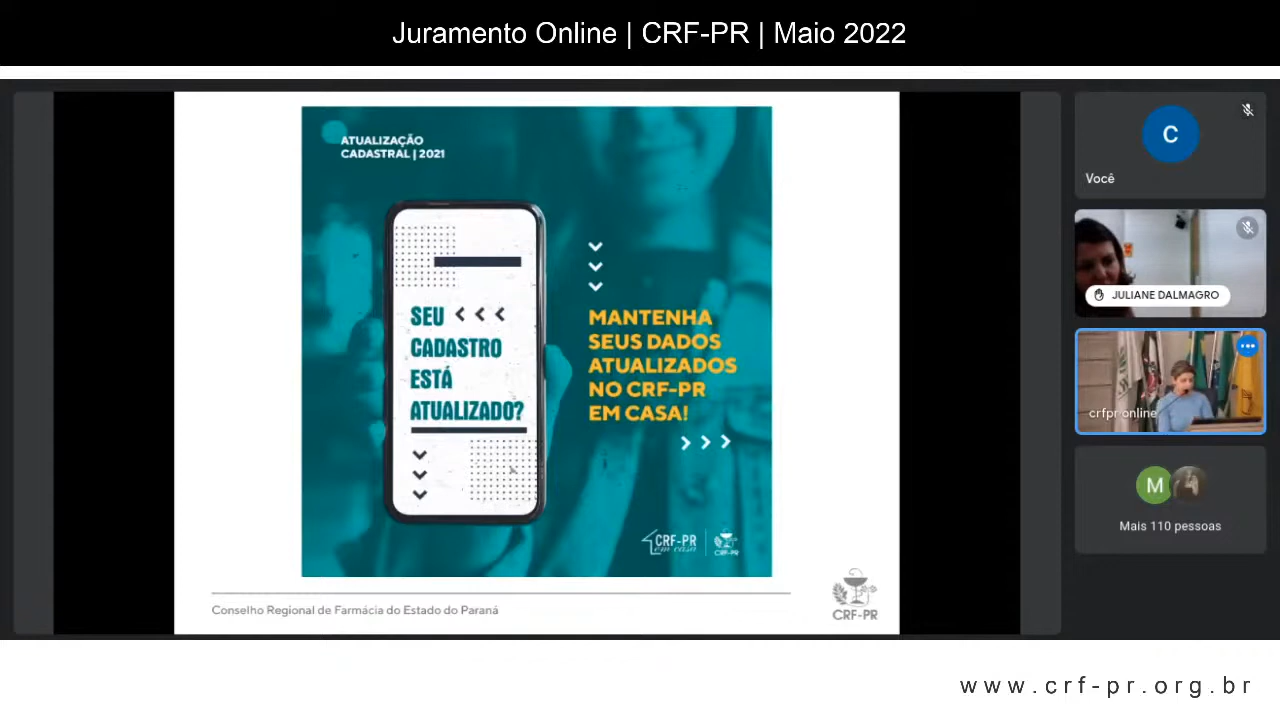 Juramento Online | CRF-PR | Maio 2022
ATUALIZAÇÃO
CADASTRAL | 2021
SEU
CADASTRO
ESTÁ
ATUALIZADO?
MANTENHA
SEUS DADOS
ATUALIZADOS
NO CRF-PR
EM CASA!
CRF-PR
em casa
CRF-PR
Conselho Regional de Farmácia do Estado do Paraná
CRF-PR
C
Você
JULIANE DALMAGRO
crfpr online
M
Mais 110 pessoas
www.crf-pr.org.br